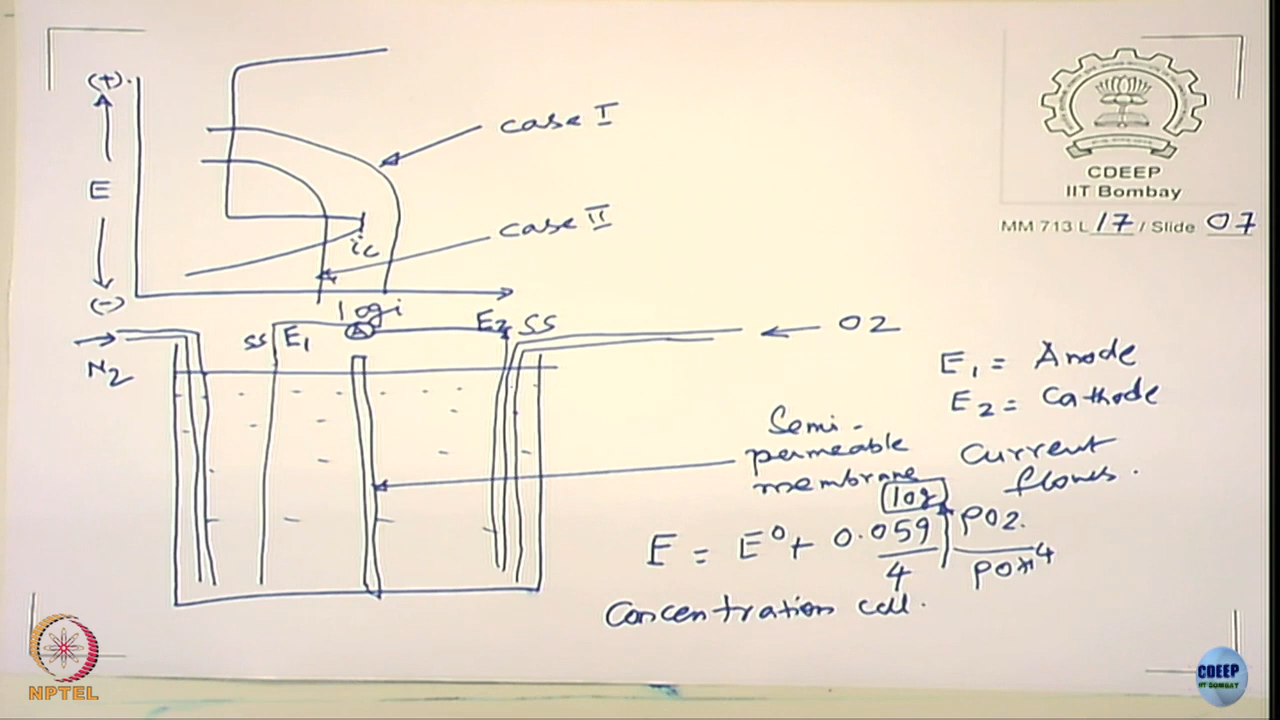 (+)
E
(-)
case I
case II
ic
log i
N2
SS E1
A
E2 SS
O2
E1 = Anode
E2 = Cathode
Semi-
permeable
membrane
Current
flows.
log
E = E0 + 0.059 PO2.
4 POH4
Concentration cell.
CDEEP
IIT Bombay
MM 713 L 17 / Slide 07
NPTEL
CDEEP
IIT BOMBAY